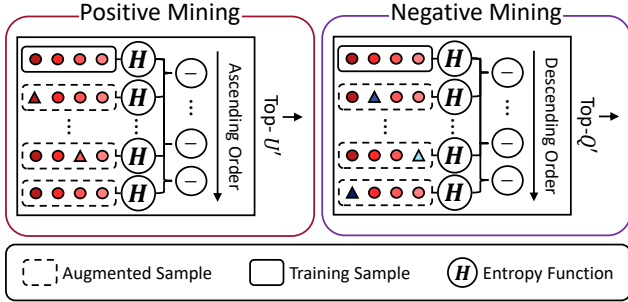 Positive Mining
H
H
H
H
Ascending Order
Top- U'
Negative Mining
H
H
H
H
Descending Order
Top-Q'
Augmented Sample
Training Sample
H Entropy Function